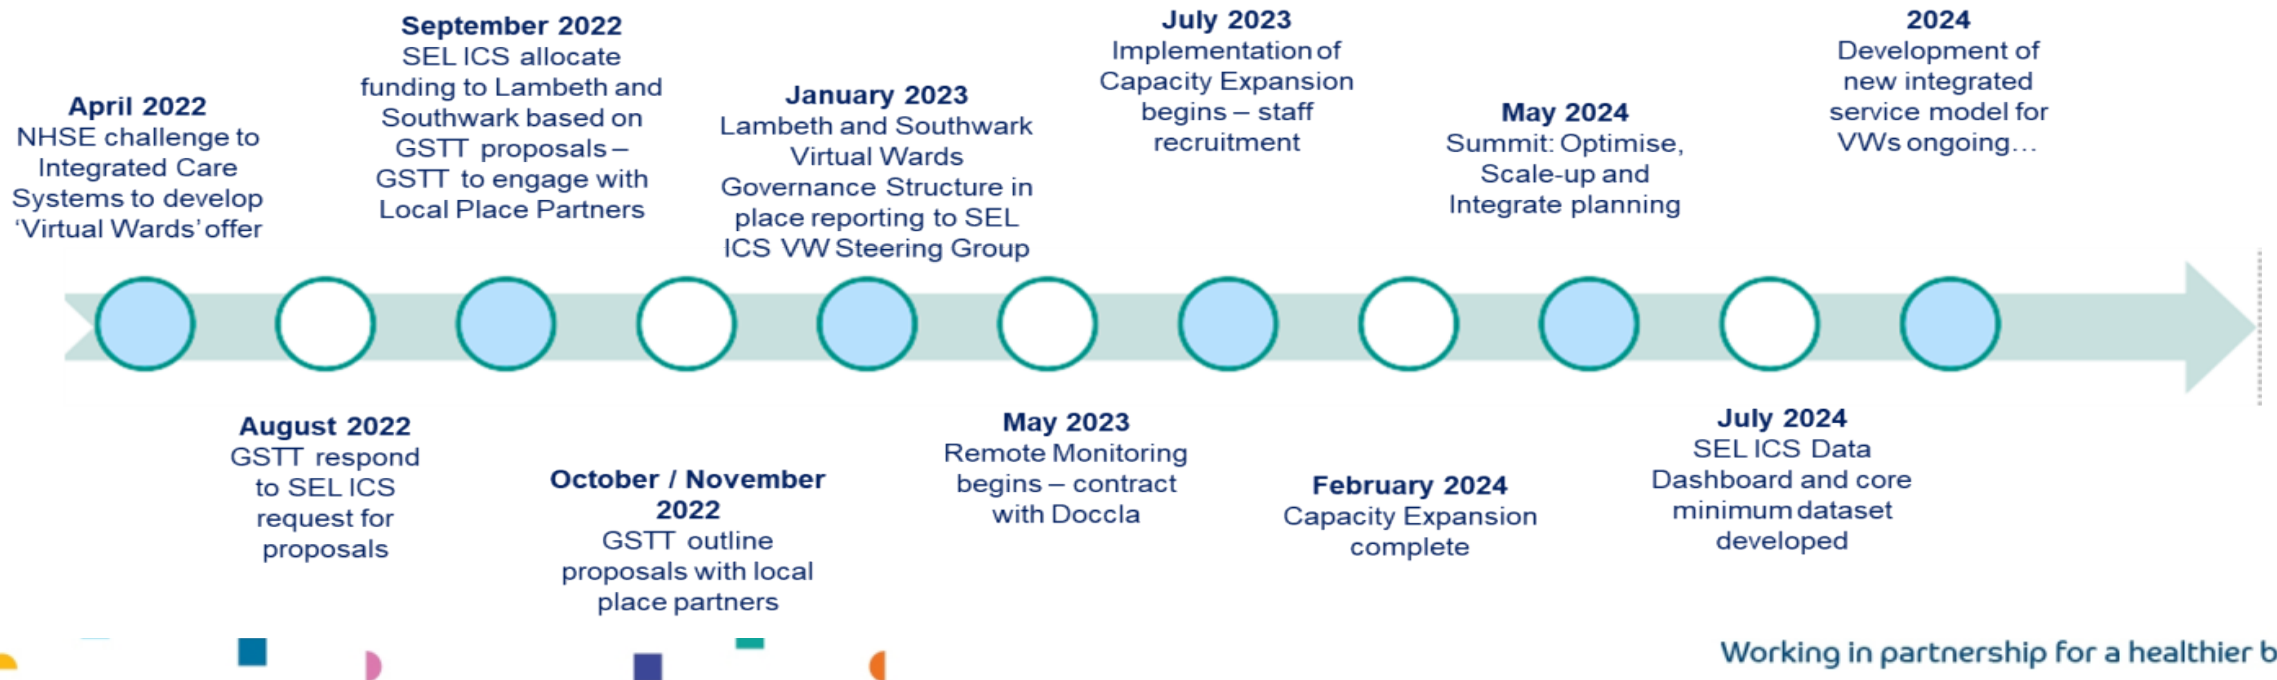 April 2022
NHSE challenge to
Integrated Care
Systems to develop
‘Virtual Wards’ offer
August 2022
GSTT respond
to SEL ICS
request for
proposals
September 2022
SEL ICS allocate
funding to Lambeth and
Southwark based on
GSTT proposals –
GSTT to engage with
Local Place Partners
October / November
2022
GSTT outline
proposals with local
place partners
January 2023
Lambeth and Southwark
Virtual Wards
Governance Structure in
place reporting to SEL
ICS VW Steering Group
May 2023
Remote Monitoring
begins – contract
with Doccla
July 2023
Implementation of
Capacity Expansion
begins – staff
recruitment
February 2024
Capacity Expansion
complete
May 2024
Summit: Optimise,
Scale-up and
Integrate planning
July 2024
SEL ICS Data
Dashboard and core
minimum dataset
developed
2024
Development of
new integrated
service model for
VWs ongoing…
Working in partnership for a healthier b